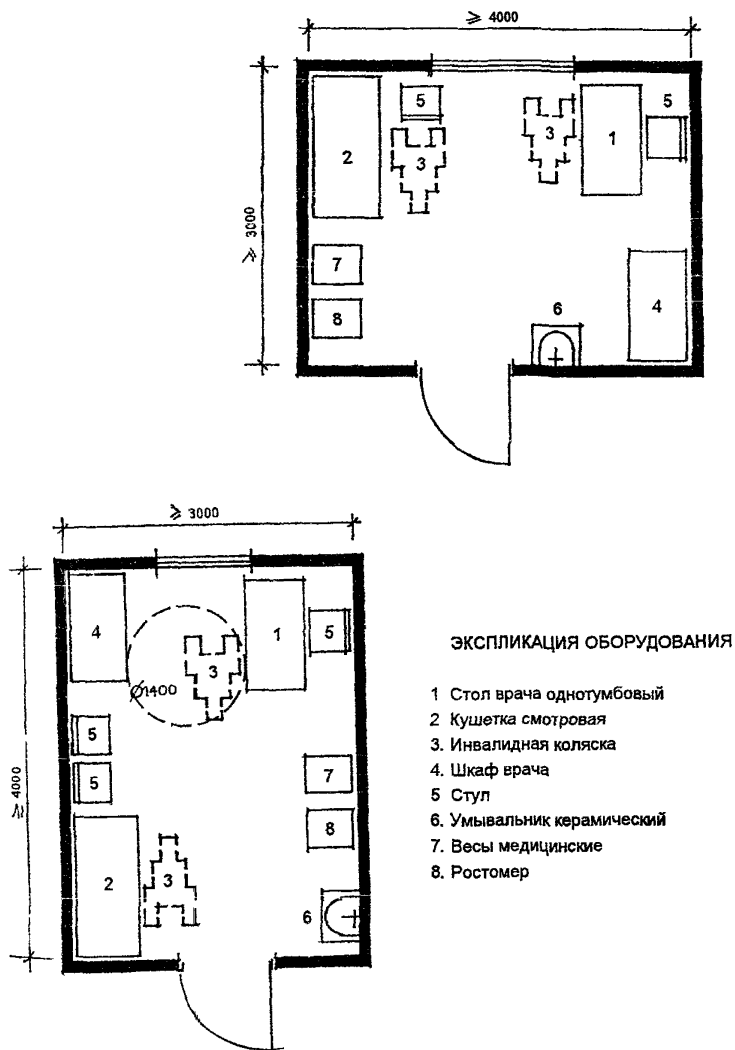 ≥ 4000
≥ 3000
5
5
3
3
1
2
7
8
6
4
≥ 3000
≥ 4000
4
1
5
3
Ø1400
5
5
7
8
2
3
6
ЭКСПЛИКАЦИЯ ОБОРУДОВАНИЯ
1 Стол врача однотумбовый
2 Кушетка смотровая
3. Инвалидная коляска
4. Шкаф врача
5 Стул
6. Умывальник керамический
7. Весы медицинские
8. Ростомер